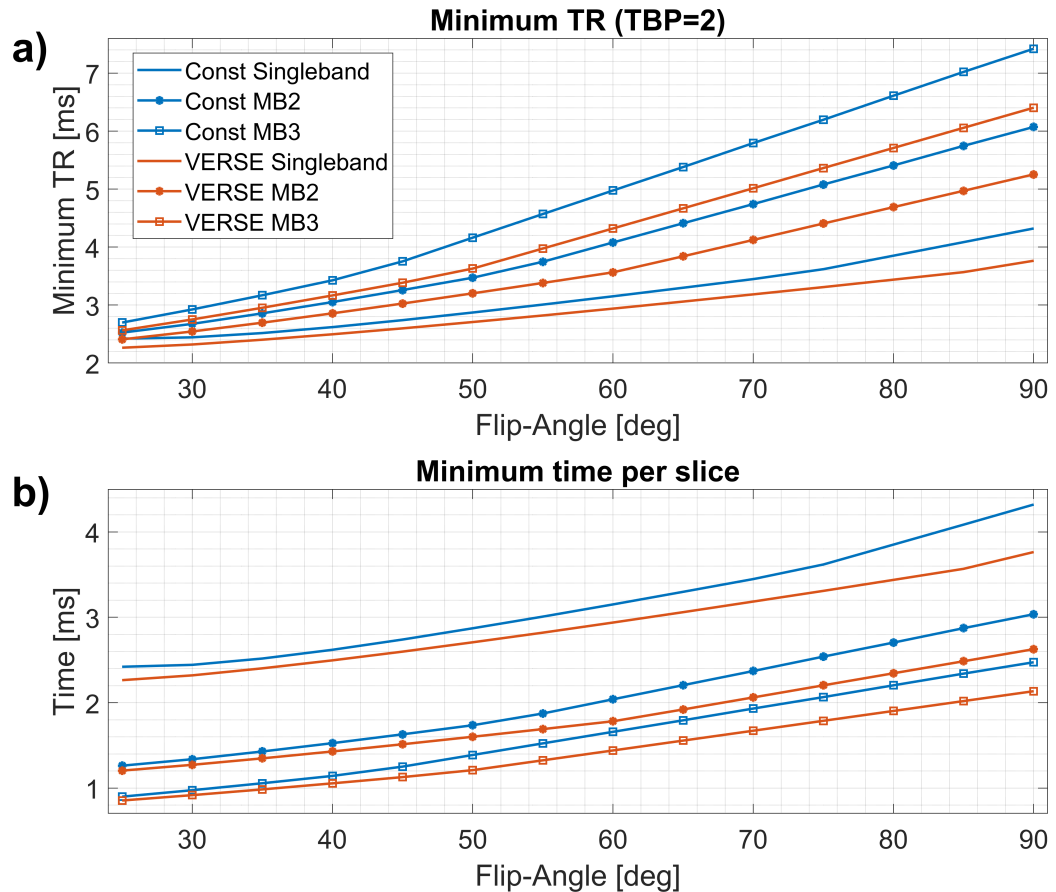 a)
Minimum TR (TBP=2)
Minimum TR [ms]
7
6
5
4
3
2
Const Singleband
Const MB2
Const MB3
VERSE Singleband
VERSE MB2
VERSE MB3
30 40 50 60 70 80 90
Flip-Angle [deg]
b)
Minimum time per slice
Time [ms]
4
3
2
1
30 40 50 60 70 80 90
Flip-Angle [deg]